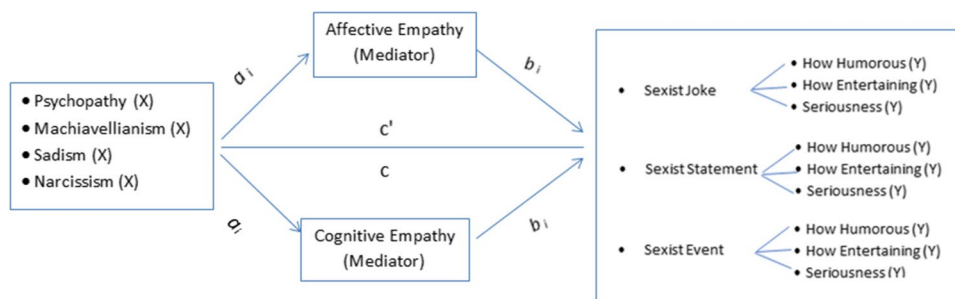 • Psychopathy (X)
• Machiavellianism (X)
• Sadism (X)
• Narcissism (X)
a i
Affective Empathy
(Mediator)
b i
c'
c
a i
Cognitive Empathy
(Mediator)
b i
• Sexist Joke
• How Humorous (Y)
• How Entertaining (Y)
• Seriousness (Y)
• Sexist Statement
• How Humorous (Y)
• How Entertaining (Y)
• Seriousness (Y)
• Sexist Event
• How Humorous (Y)
• How Entertaining (Y)
• Seriousness (Y)